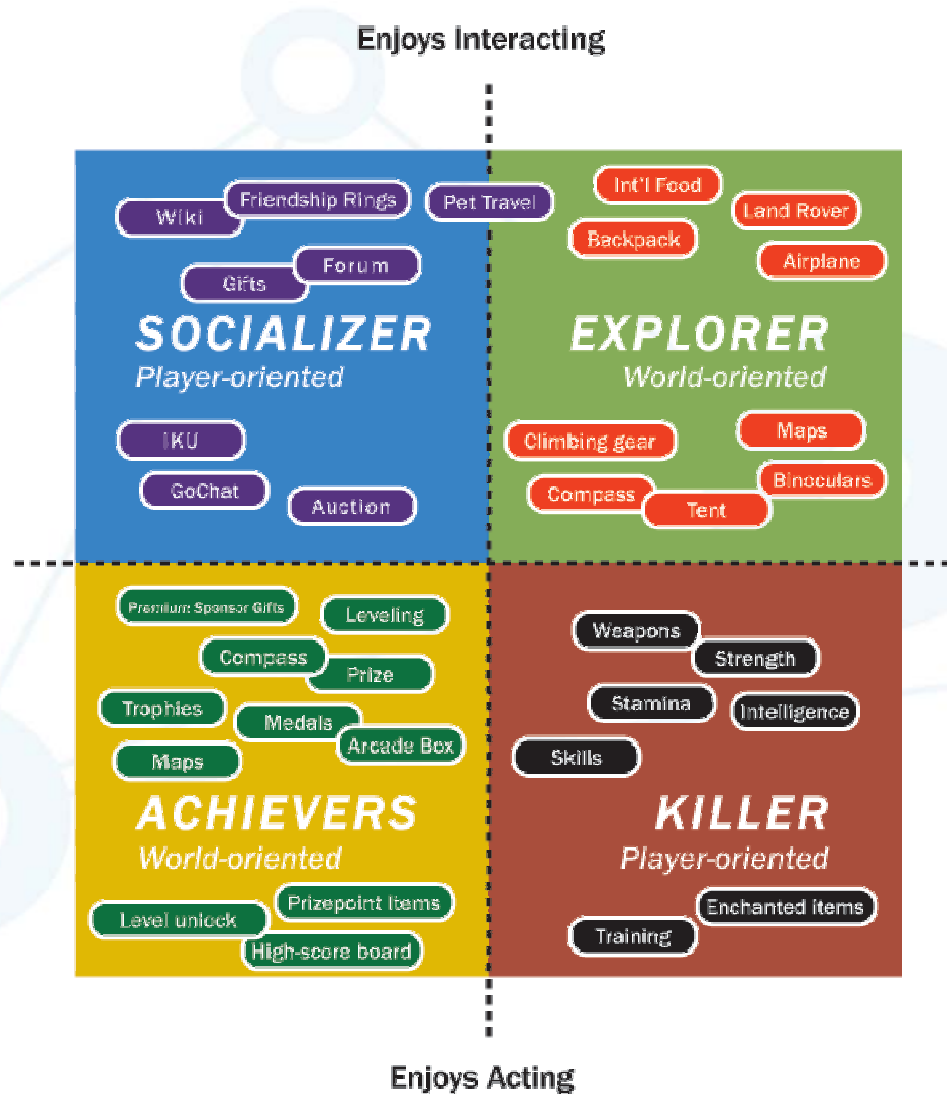 Enjoys Interacting
Wiki
Friendship Rings
Pet Travel
Gifts
Forum
SOCIALIZER
Player-oriented
IKU
GoChat
Auction
Int'l Food
Land Rover
Backpack
Airplane
EXPLORER
World-oriented
Climbing gear
Maps
Compass
Binoculars
Tent
Premium Sponsor Gifts
Leveling
Compass
Prize
Trophies
Medals
Arcade Box
Maps
ACHIEVERS
World-oriented
Level unlock
Prizepoint Items
High-score board
Weapons
Strength
Stamina
Intelligence
Skills
KILLER
Player-oriented
Enchanted items
Training
Enjoys Acting